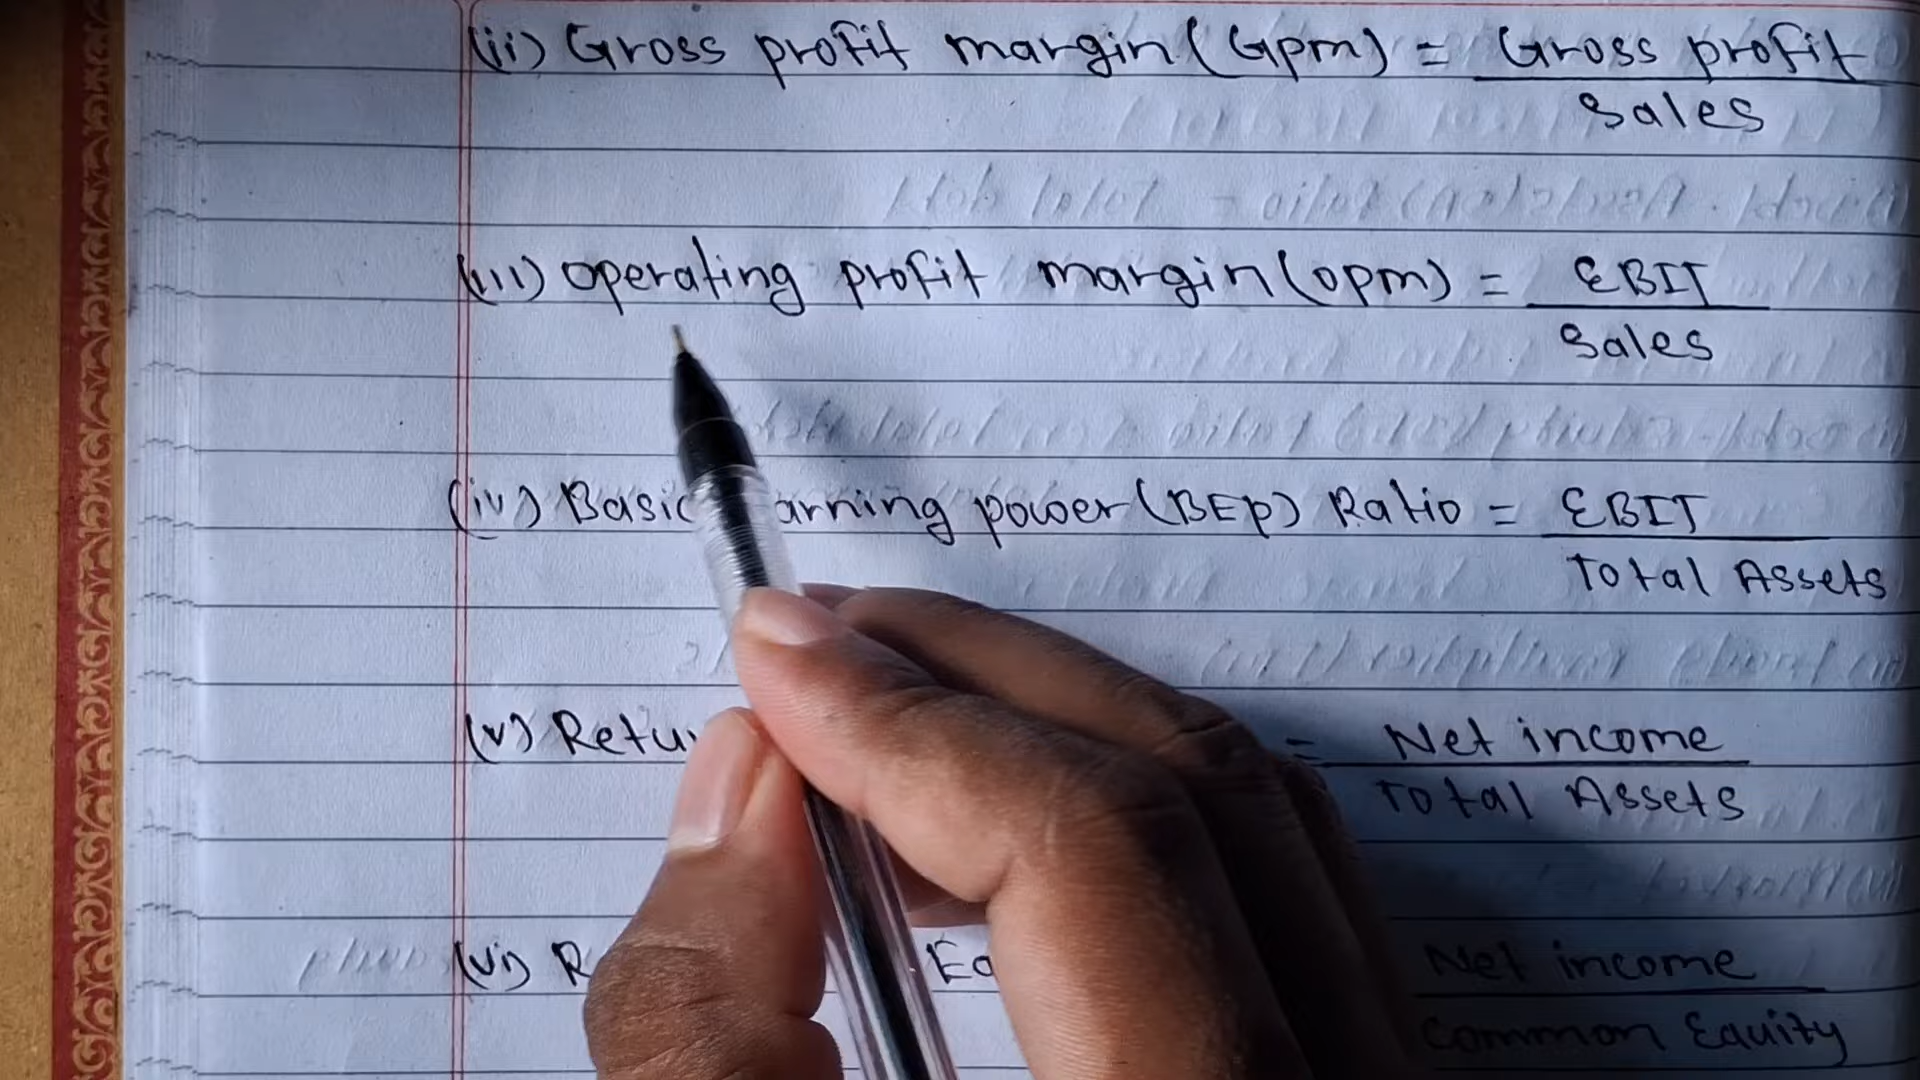 (ii) Gross profit margin (Gpm) = Gross profit
Sales
(iii) Operating profit margin (opm) = EBIT
Sales
(iv) Basic arning power (BEp) Ratio = EBIT
Total Assets
(v) Retu = Net income
Total Assets
(vi) R Eq Net income
Common Equity